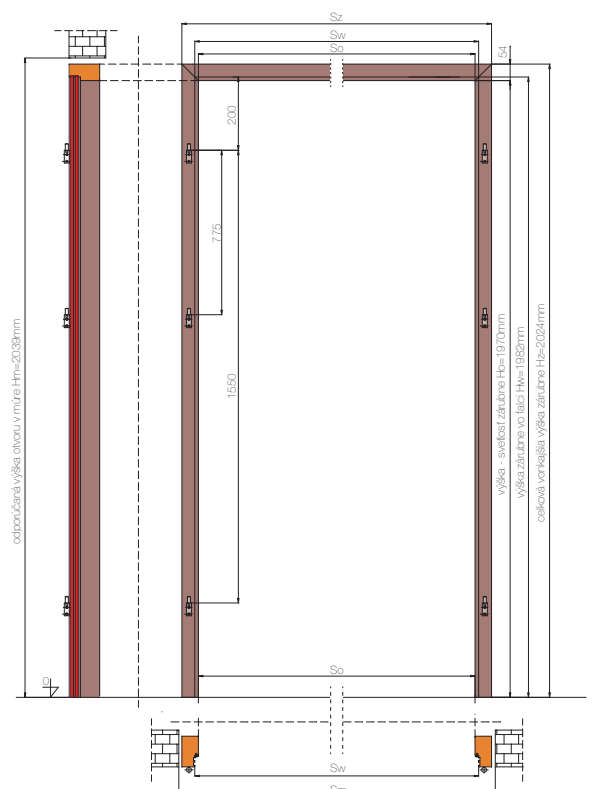 Sz
Sw
So
54
200
775
1550
odporúčaná výška otvoru v múre Hm=2039mm
výška - svetlosť zárubne Ho=1970mm
výška zárubne vo falci Hw=1982mm
celková vonkajšia výška zárubne Hz=2024mm
0
So
Sw
Sm